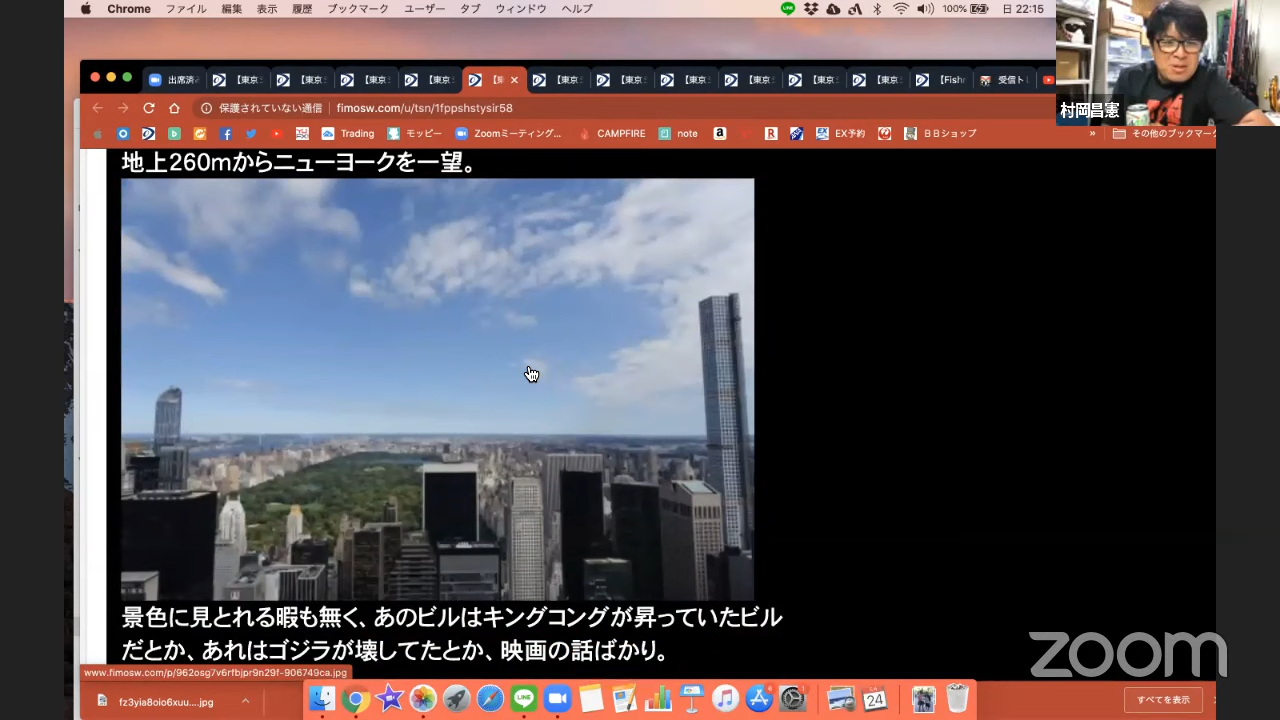 Chrome ファイル 編集 表示 履歴 ブックマーク ユーザー タブ ウィンドウ ヘルプ 100% 日 22:15
出席済 【東京 【東京 【東京 【東京 【東 【東京 【東京 【東京 【東京 【東京 【東京 【Fish 受信ト
保護されていない通信 fimosw.com/u/tsn/1fppshstysir58
Trading モッピー Zoomミーティング... CAMPFIRE note EX予約 BBショップ » その他のブックマーク
村岡昌憲
地上260mからニューヨークを一望。
景色に見とれる暇も無く、あのビルはキングコングが昇っていたビル
だとか、あれはゴジラが壊してたとか、映画の話ばかり。
zoom
www.fimosw.com/p/962osg7v6rfbjpr9n29f-906749ca.jpg
fz3yia8oio6xuu....jpg
LINE
24
すべてを表示